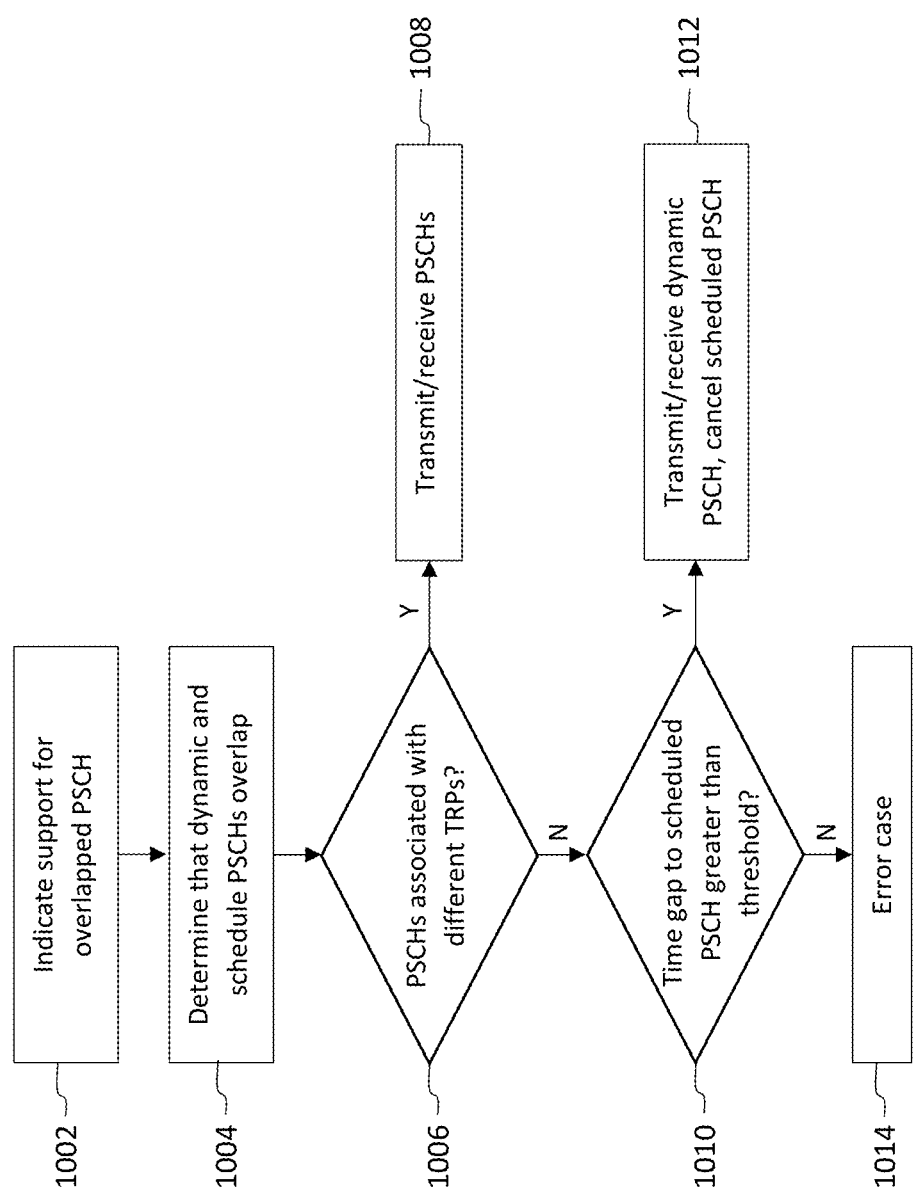 1002
Indicate support for
overlapped PSCH
1004
Determine that dynamic and
schedule PSCHs overlap
1006
PSCHs associated with
different TRPs?
Y
Transmit/receive PSCHs
1008
N
1010
Time gap to scheduled
PSCH greater than
threshold?
Y
Transmit/receive dynamic
PSCH, cancel scheduled PSCH
1012
N
1014
Error case